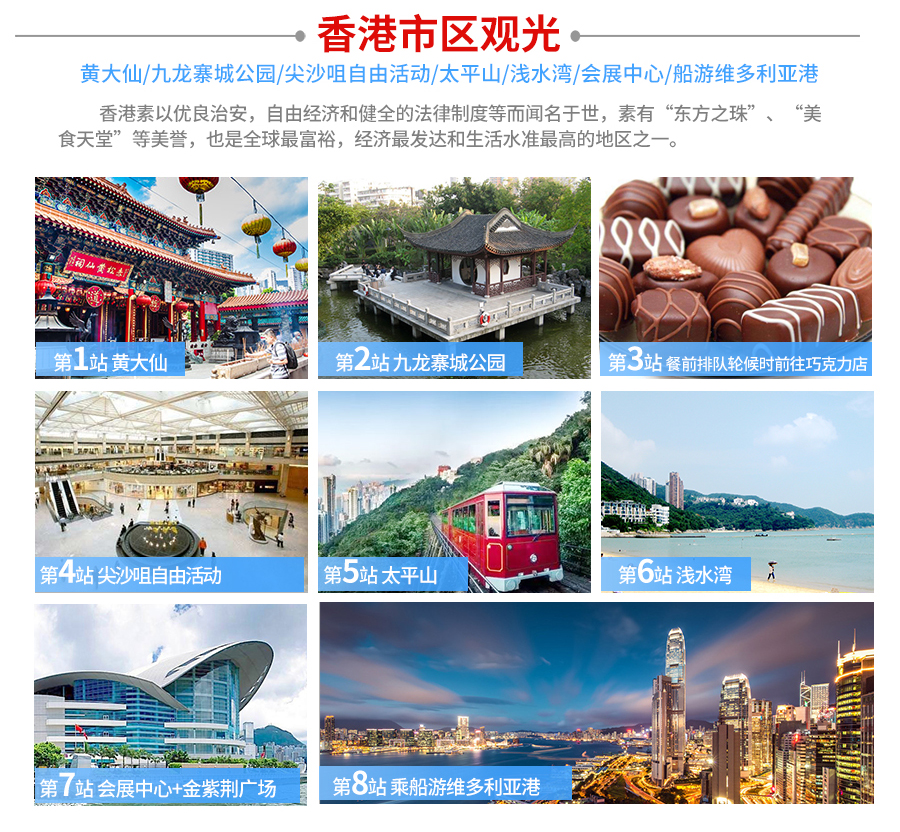 香港市区观光
黄大仙/九龙寨城公园/尖沙咀自由活动/太平山/浅水湾/会展中心/船游维多利亚港
香港素以优良治安，自由经济和健全的法律制度等而闻名于世，素有“东方之珠”、“美
食天堂”等美誉，也是全球最富裕，经济最发达和生活水准最高的地区之一。
祠仙黃松赤
第1站 黄大仙
第2站 九龙寨城公园
第3站 餐前排队轮候时前往巧克力店
第4站 尖沙咀自由活动
第5站 太平山
第6站 浅水湾
第7站 会展中心+金紫荆广场
第8站 乘船游维多利亚港